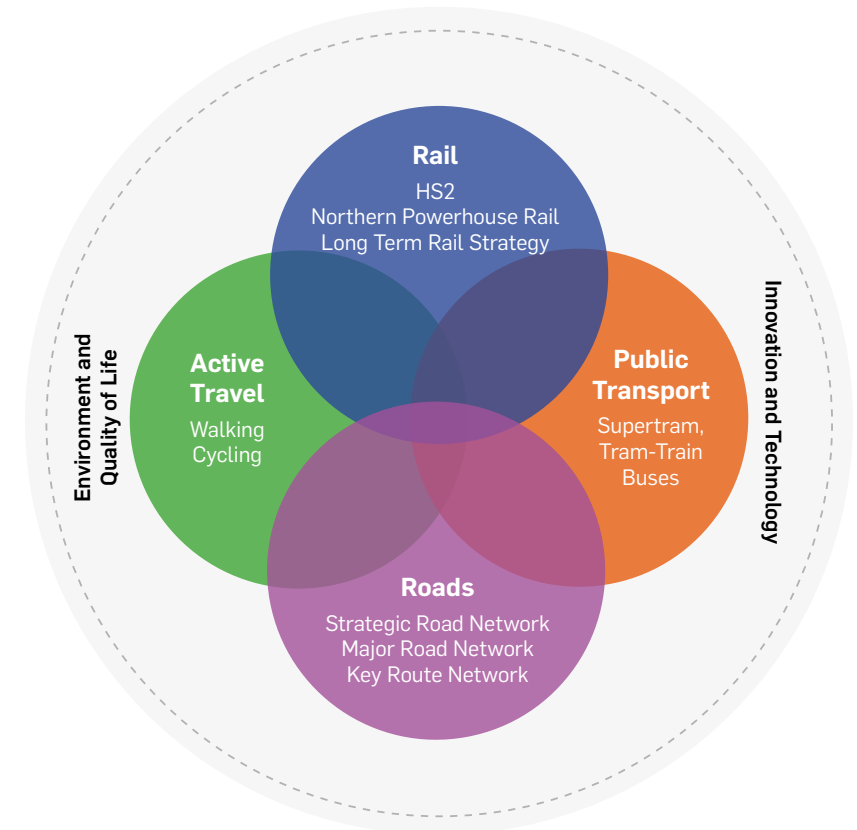 Rail
HS2
Northern Powerhouse Rail
Long Term Rail Strategy
Environment and
Quality of Life
Active
Travel
Walking
Cycling
Public
Transport
Supertram,
Tram-Train
Buses
Innovation and Technology
Roads
Strategic Road Network
Major Road Network
Key Route Network